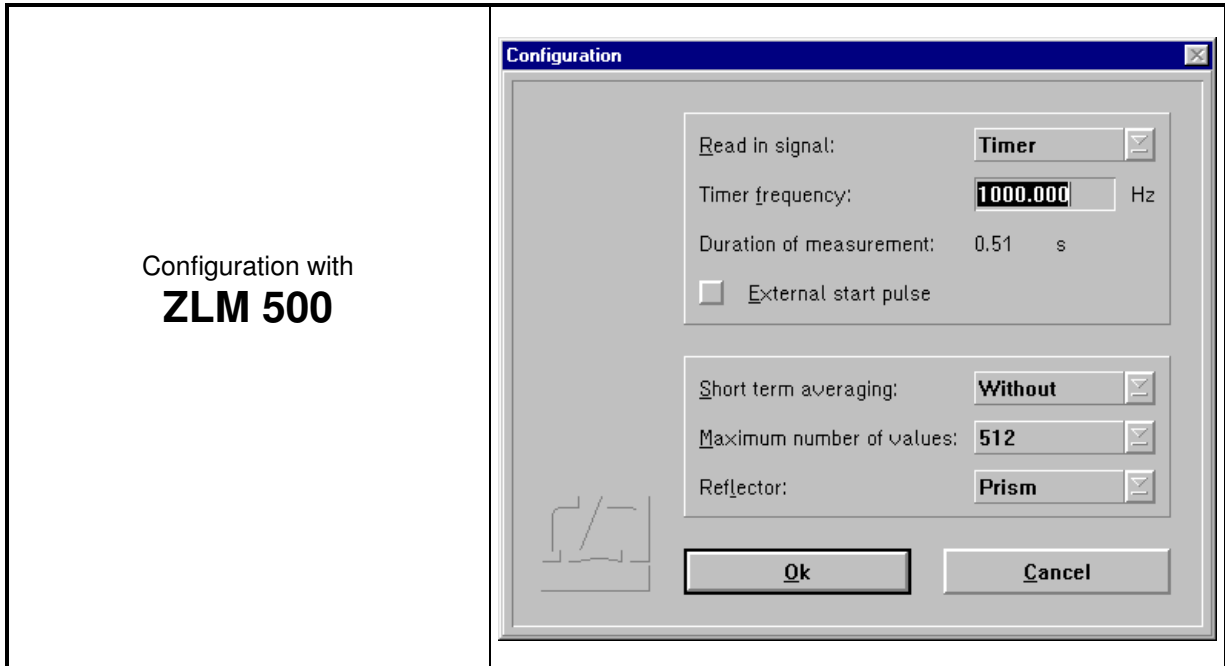 Configuration with
ZLM 500
Configuration
Read in signal: Timer
Timer frequency: 1000.000 Hz
Duration of measurement: 0.51 s
External start pulse
Short term averaging: Without
Maximum number of values: 512
Reflector: Prism
Ok Cancel